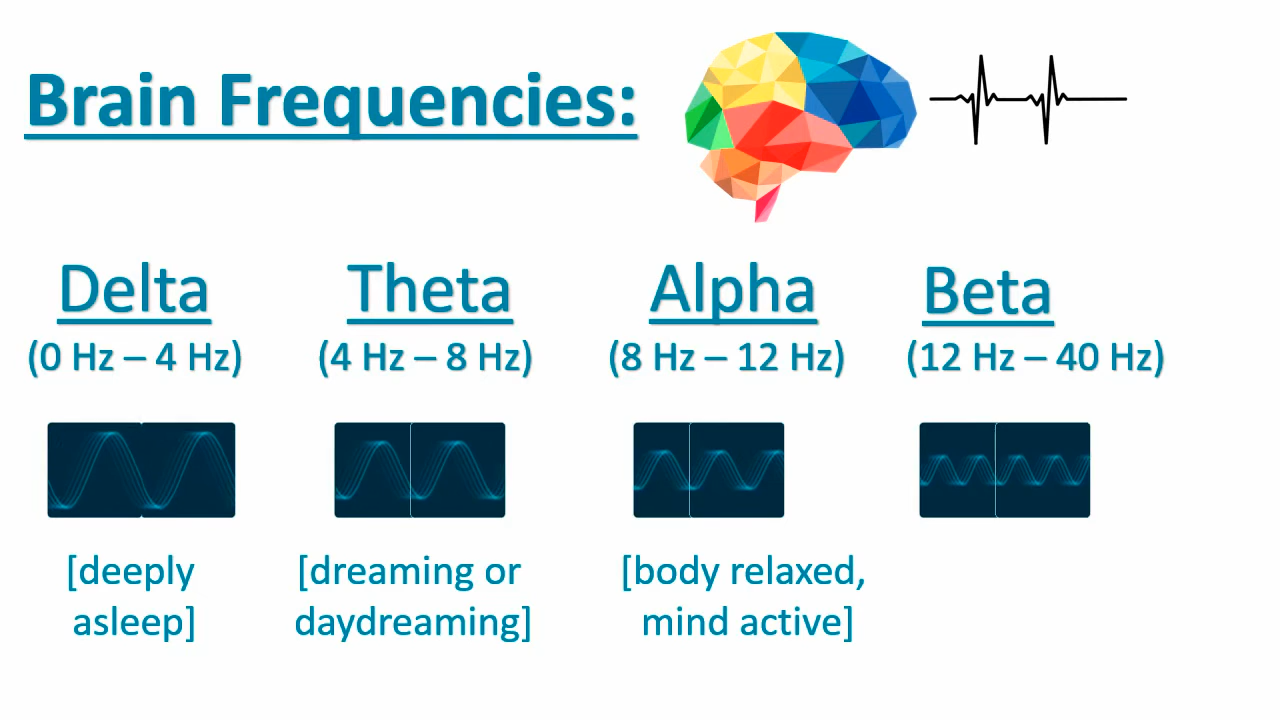 Brain Frequencies:
Delta
(0 Hz – 4 Hz)
[deeply
asleep]
Theta
(4 Hz – 8 Hz)
[dreaming or
daydreaming]
Alpha
(8 Hz – 12 Hz)
[body relaxed,
mind active]
Beta
(12 Hz – 40 Hz)